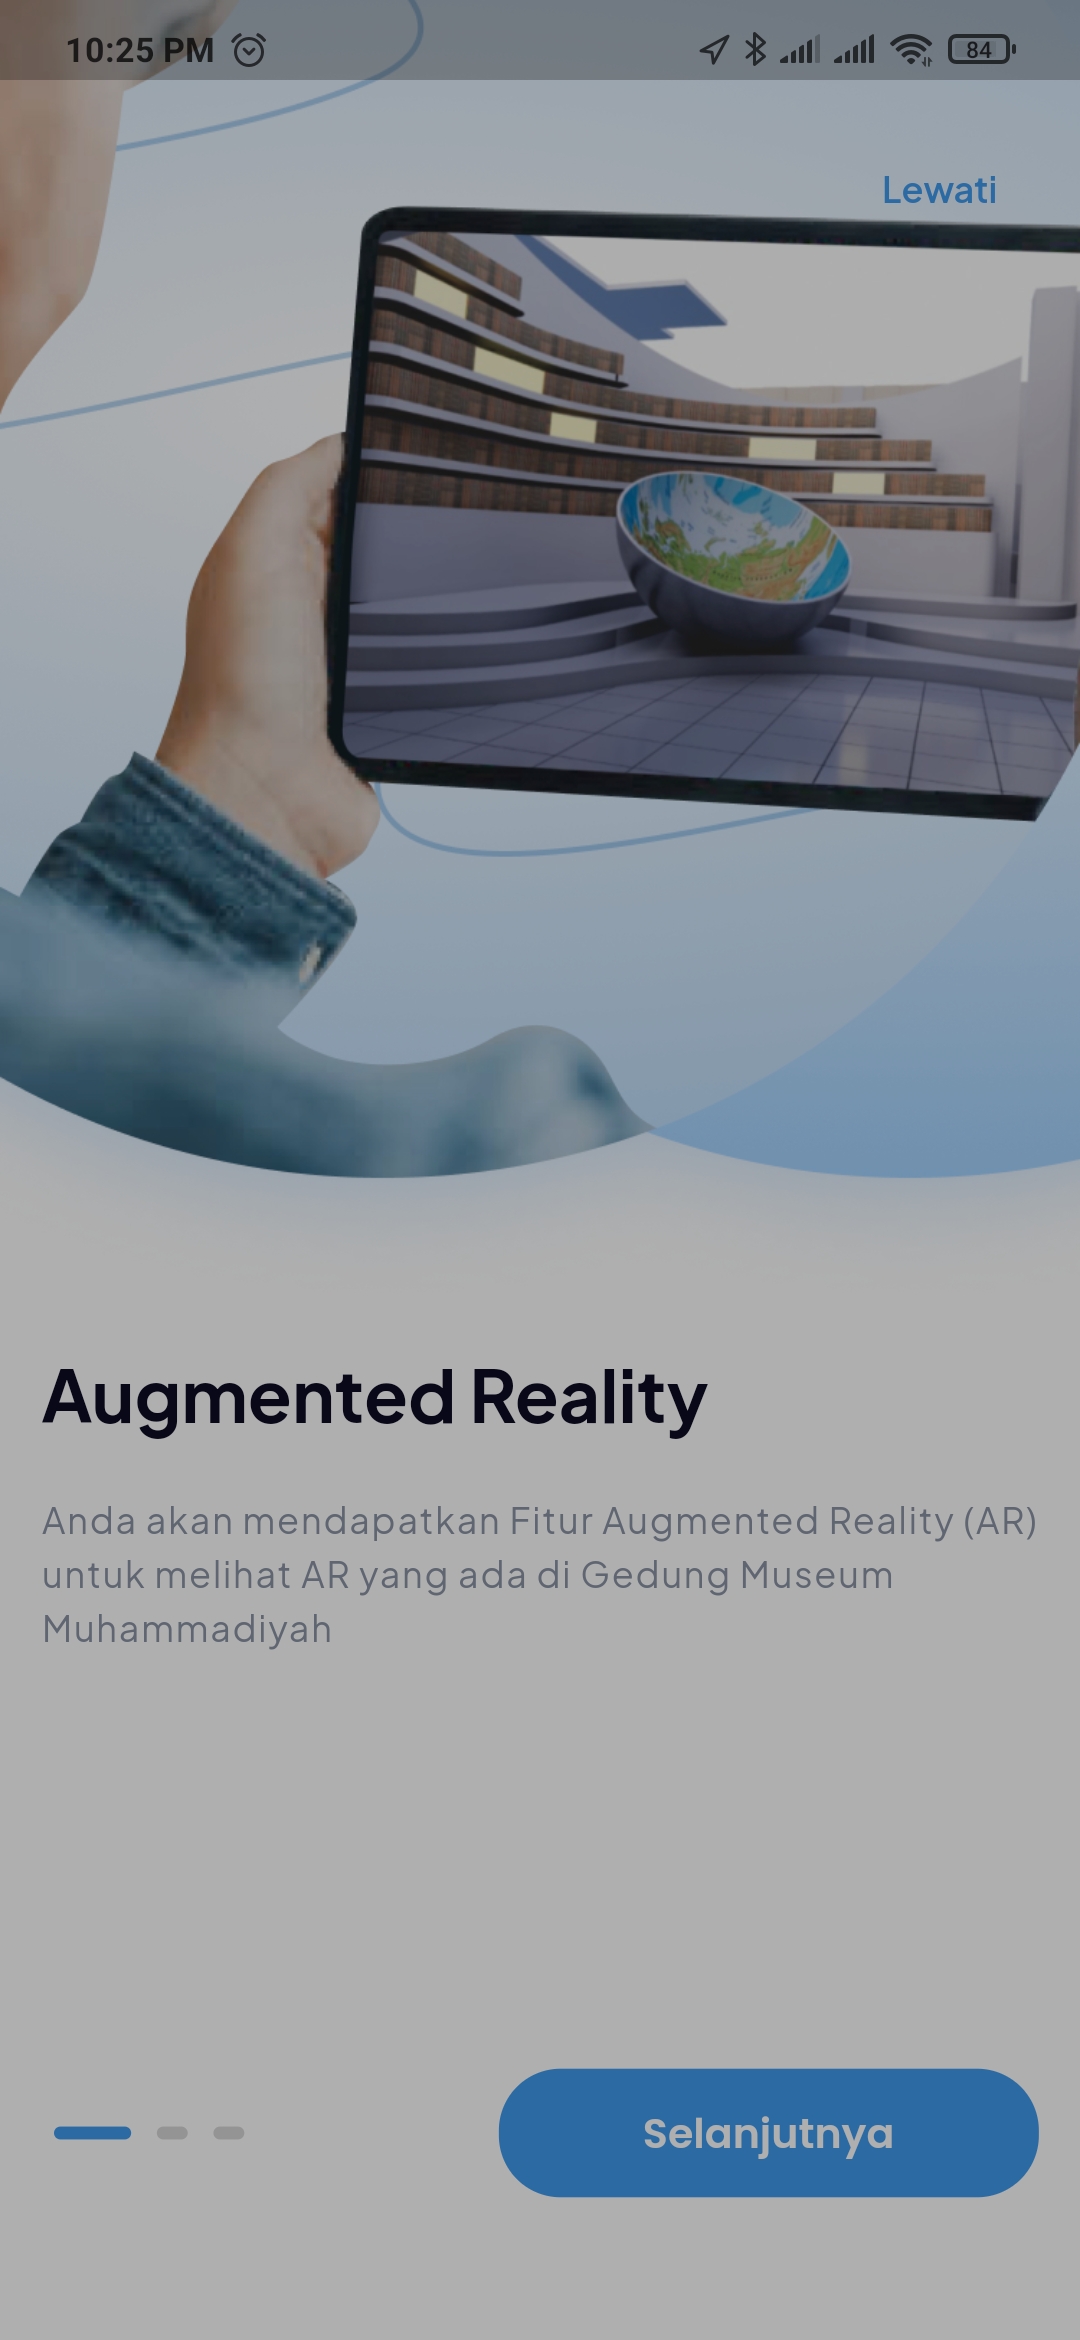 10:25 PM
84
Lewati
Augmented Reality
Anda akan mendapatkan Fitur Augmented Reality (AR)
untuk melihat AR yang ada di Gedung Museum
Muhammadiyah
Selanjutnya